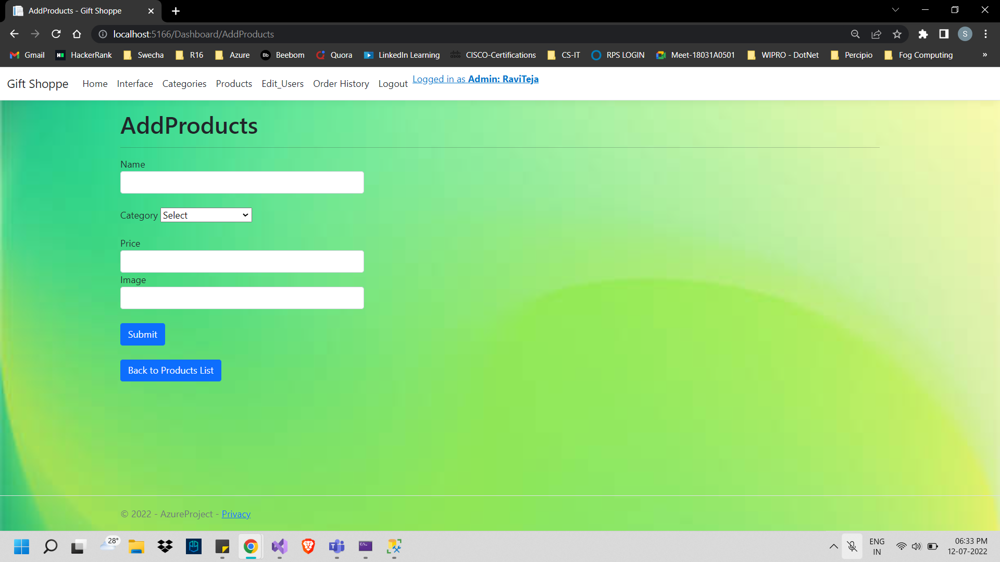 AddProducts - Gift Shoppe
localhost:5166/Dashboard/AddProducts
S
Gmail HackerRank Swecha R16 Azure Bb Beebom Quora LinkedIn Learning CISCO-Certifications CS-IT RPS LOGIN Meet-18031A0501 WIPRO - DotNet Percipio Fog Computing »
Gift Shoppe Home Interface Categories Products Edit_Users Order History Logout Logged in as Admin: RaviTeja
AddProducts
Name
Category Select
Price
Image
Submit
Back to Products List
© 2022 - AzureProject - Privacy
28°
ENG
IN
06:33 PM
12-07-2022